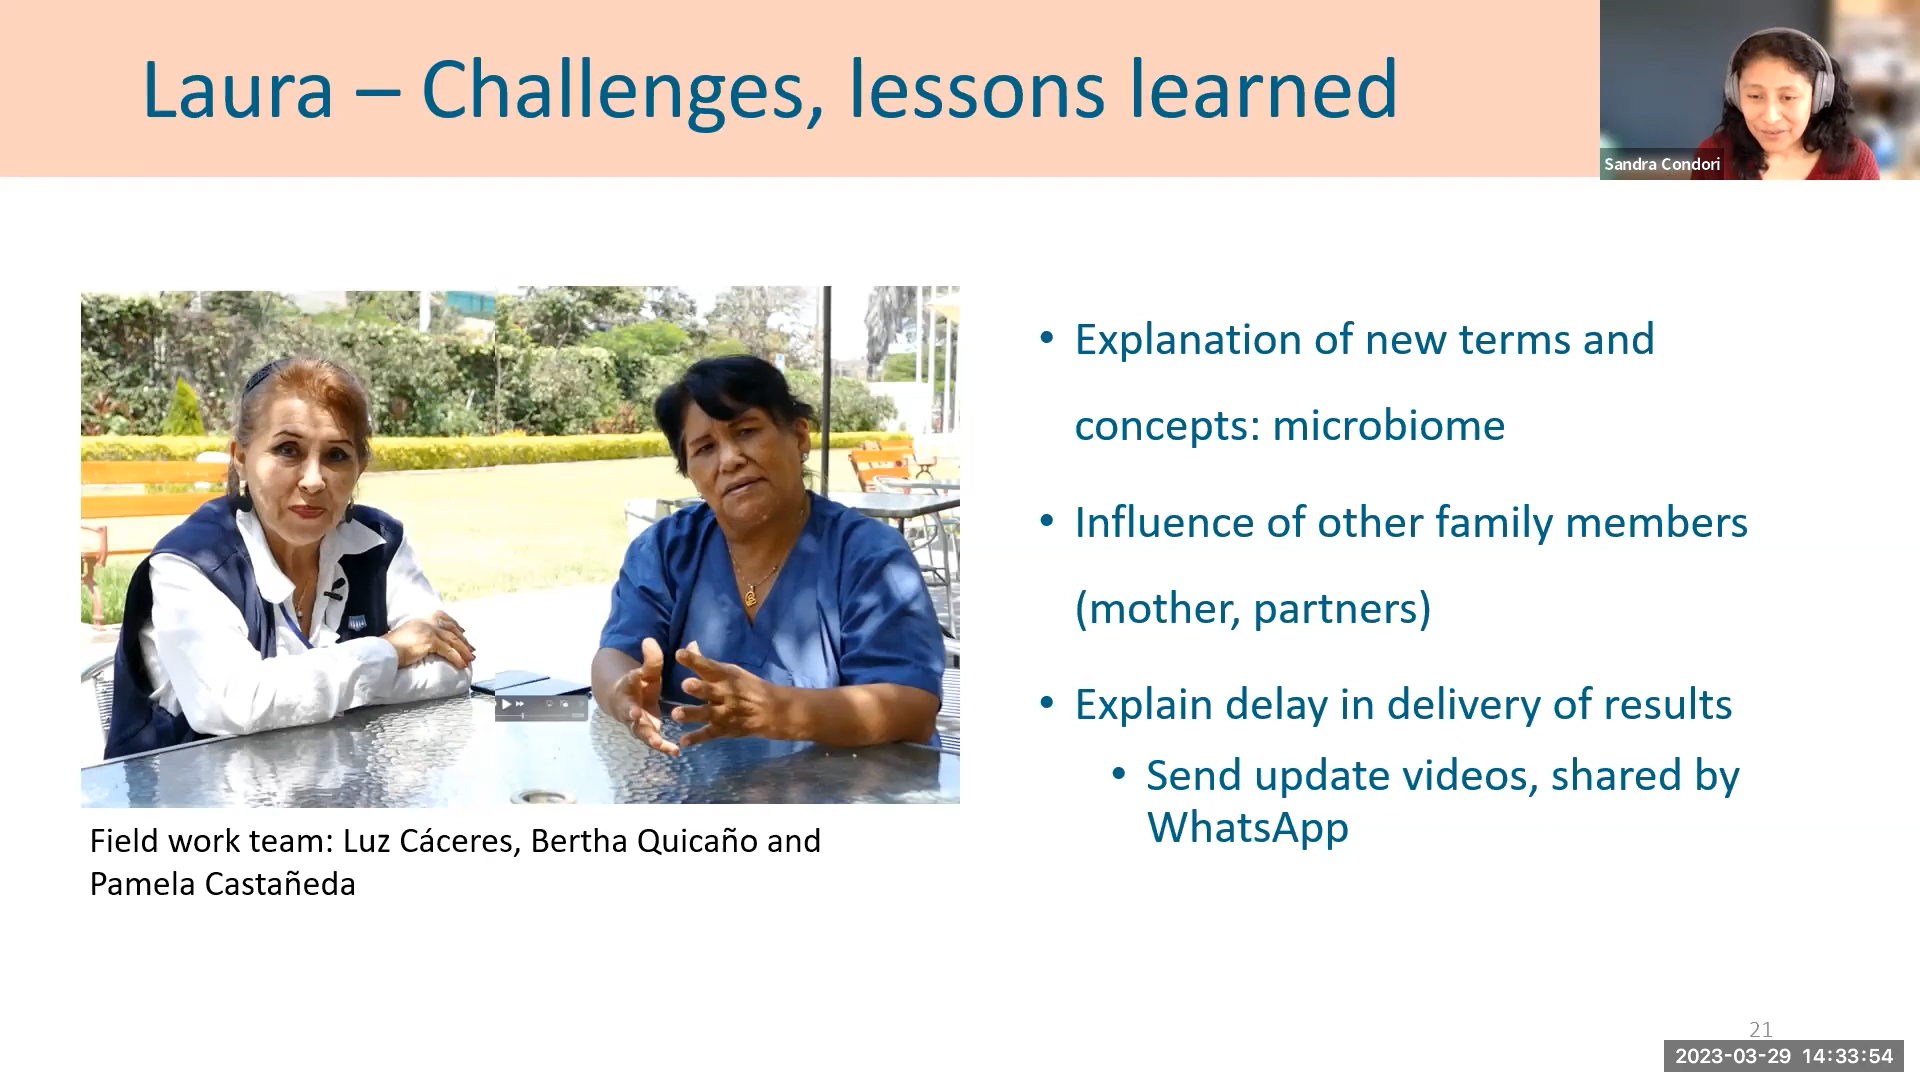 Laura – Challenges, lessons learned
Sandra Condori
• Explanation of new terms and
concepts: microbiome
• Influence of other family members
(mother, partners)
• Explain delay in delivery of results
• Send update videos, shared by
WhatsApp
Field work team: Luz Cáceres, Bertha Quicaño and
Pamela Castañeda
21
2023-03-29 14:33:54